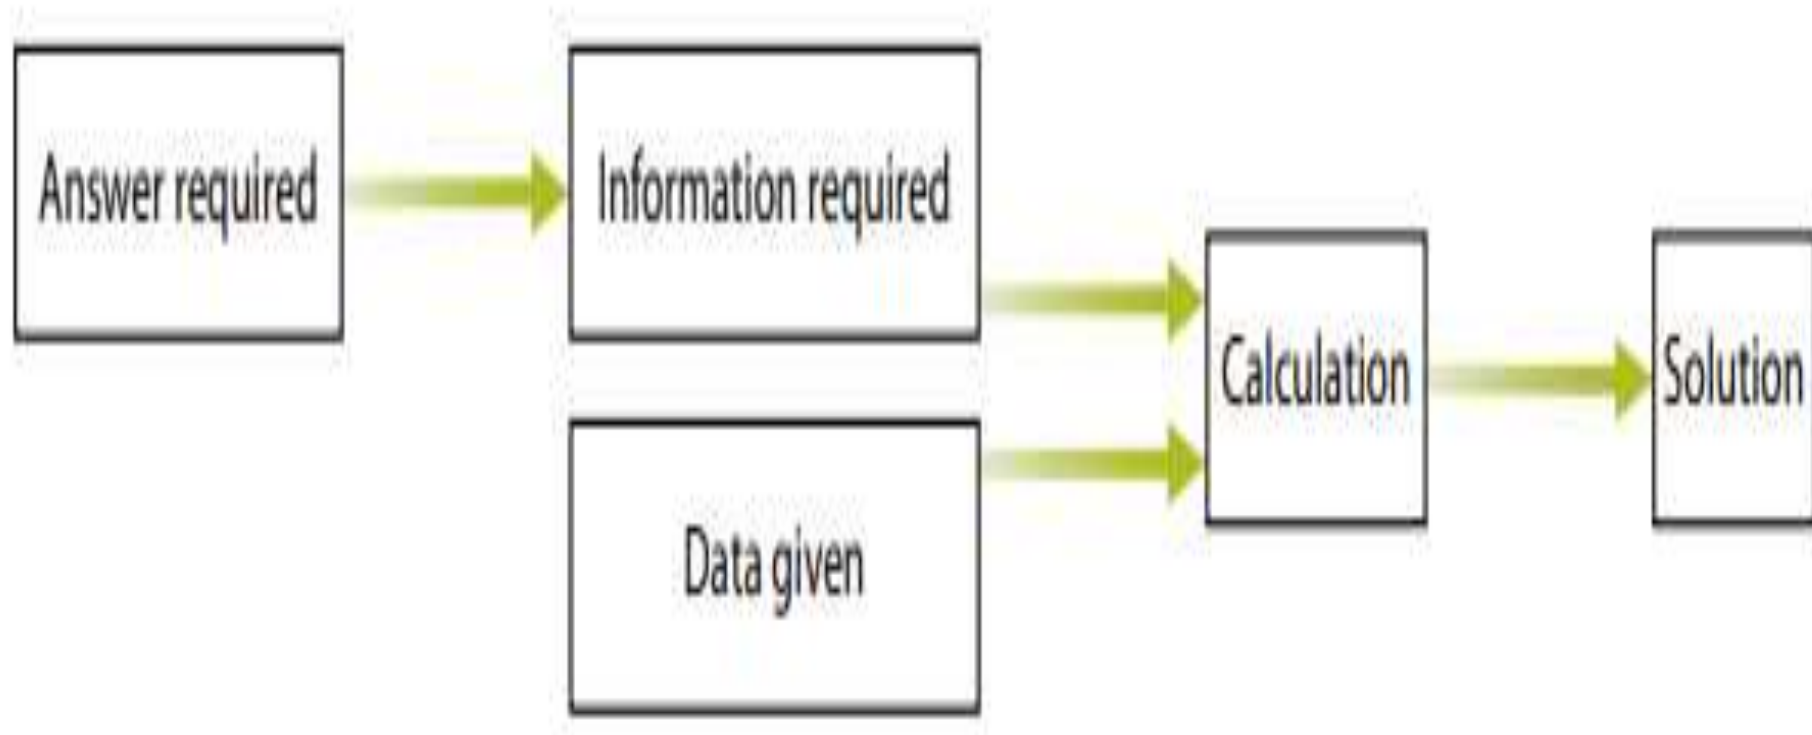 Answer required
Information required
Data given
Calculation
Solution